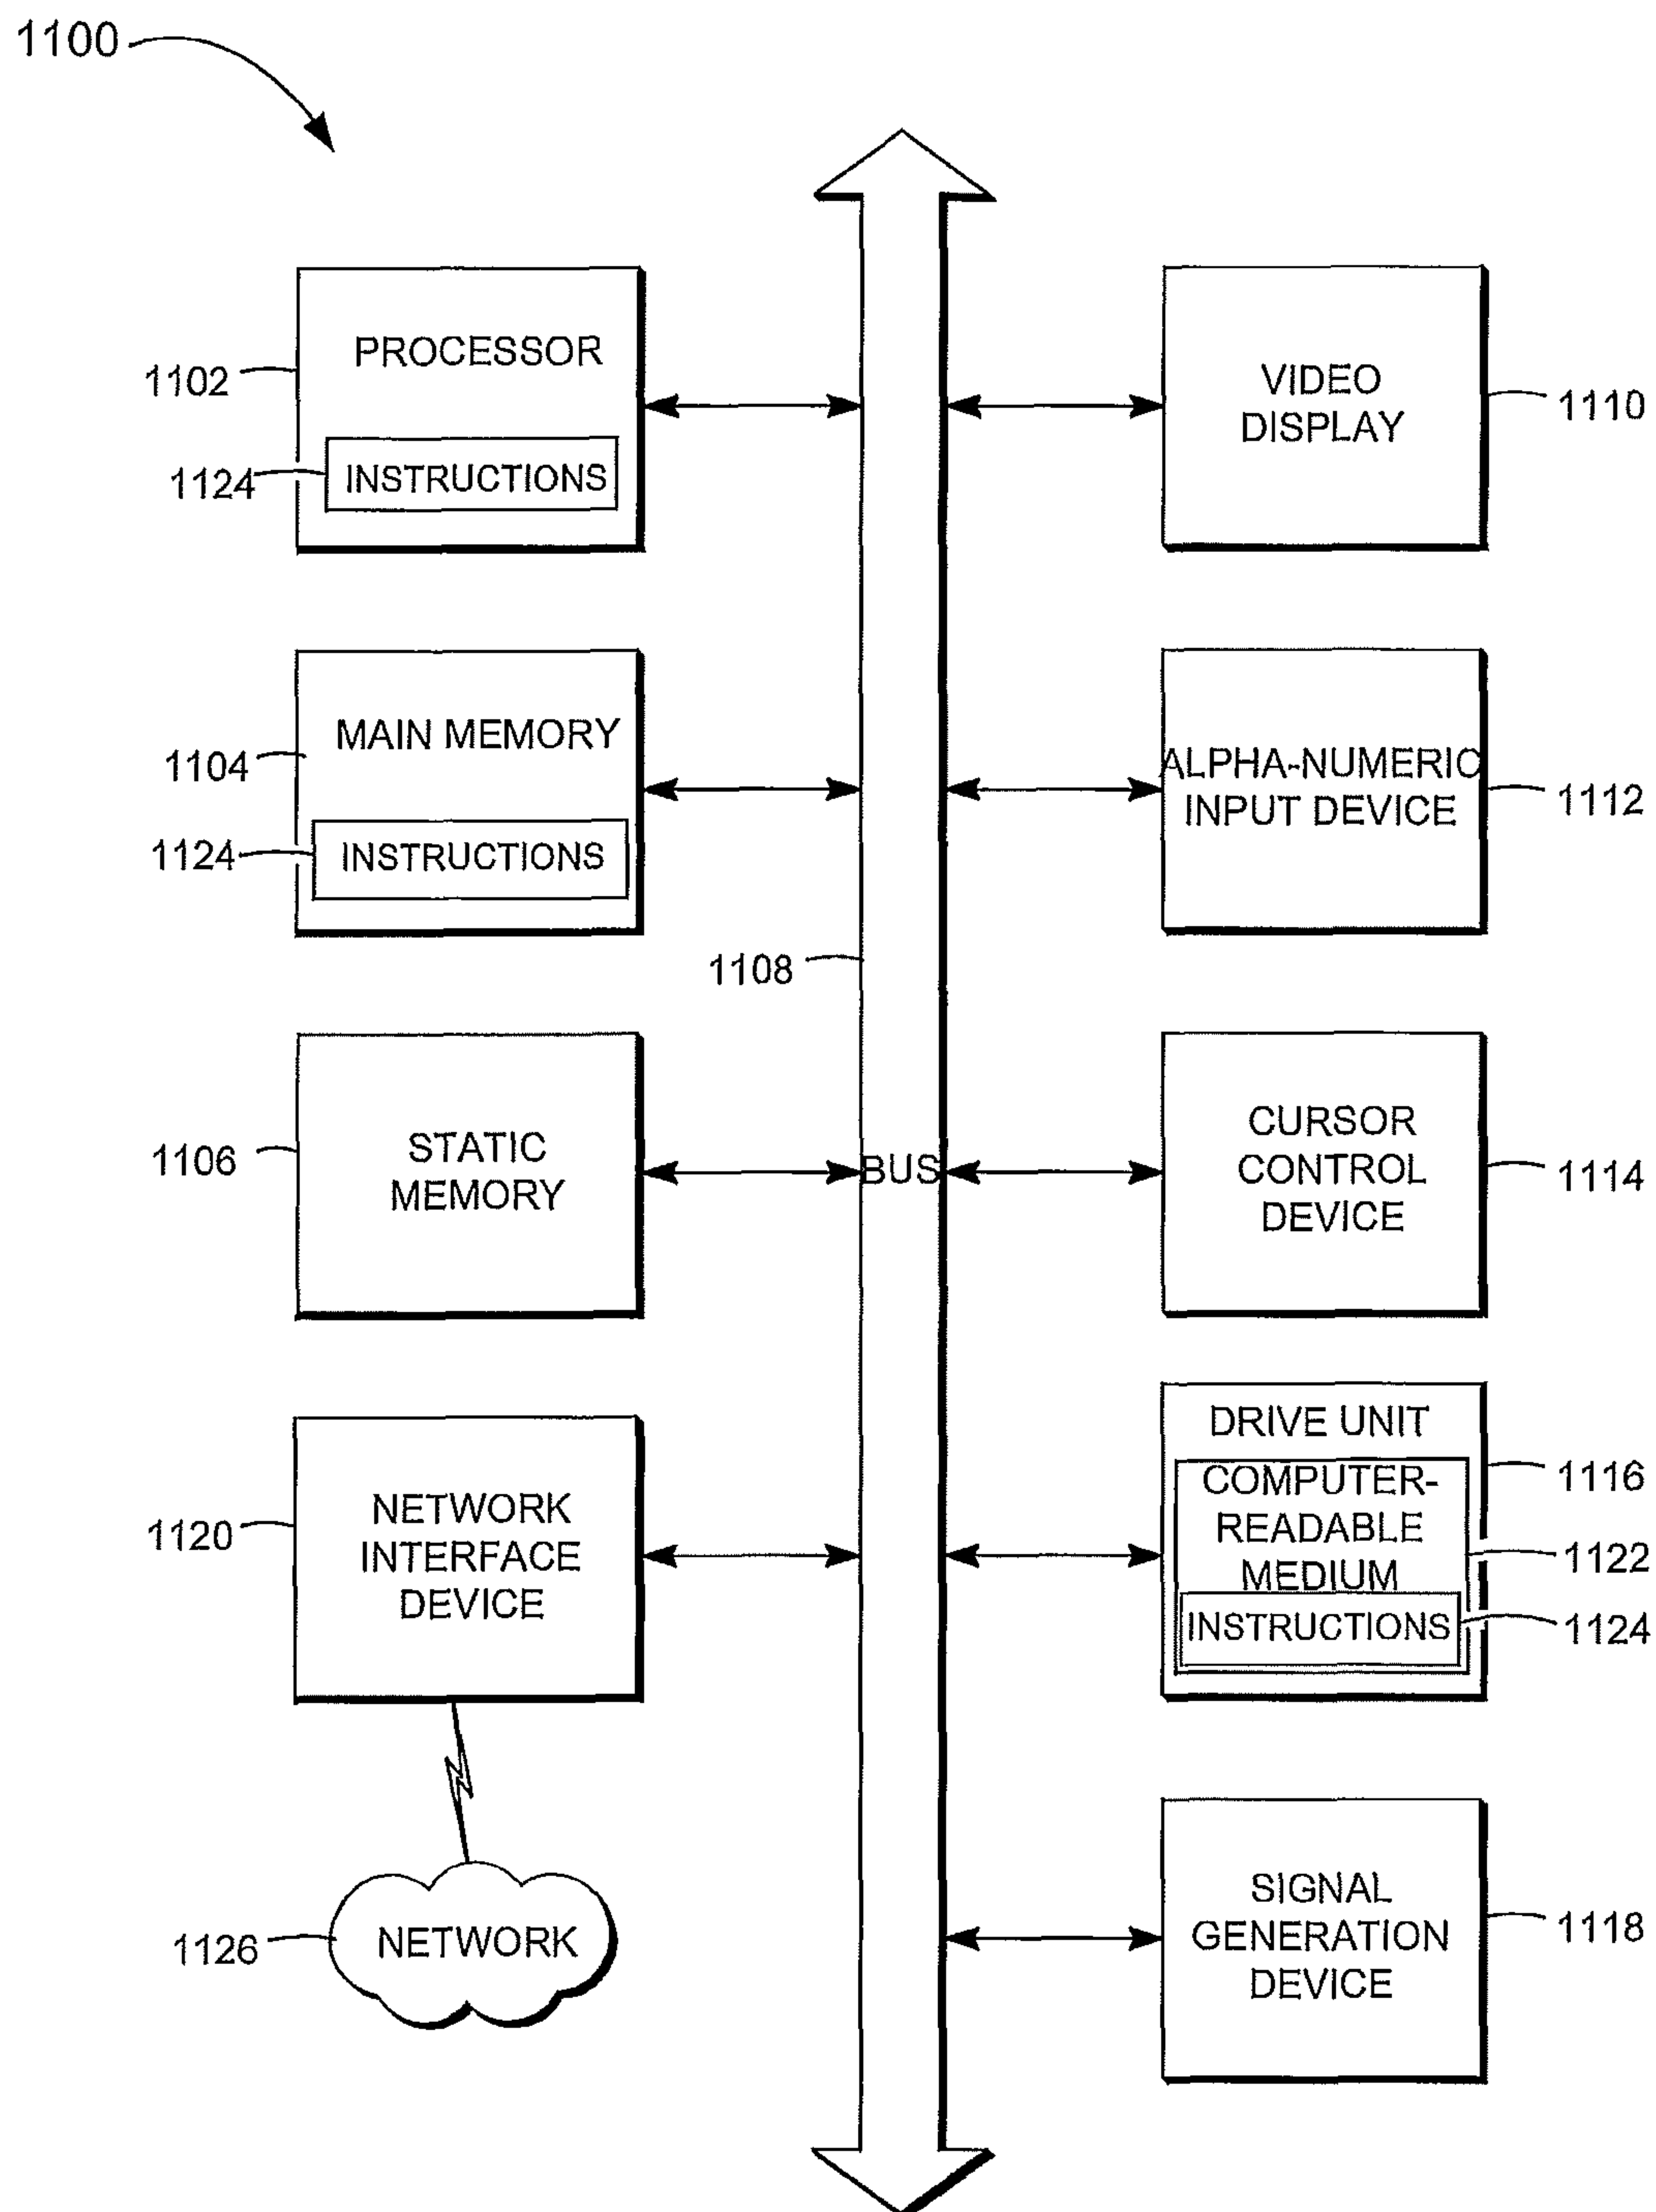 1100
PROCESSOR
1102
1124
INSTRUCTIONS
MAIN MEMORY
1104
1124
INSTRUCTIONS
1108
STATIC
MEMORY
1106
BUS
NETWORK
INTERFACE
DEVICE
1120
NETWORK
1126
VIDEO
DISPLAY
1110
ALPHA-NUMERIC
INPUT DEVICE
1112
CURSOR
CONTROL
DEVICE
1114
DRIVE UNIT
1116
COMPUTER-
READABLE
MEDIUM
1122
INSTRUCTIONS
1124
SIGNAL
GENERATION
DEVICE
1118